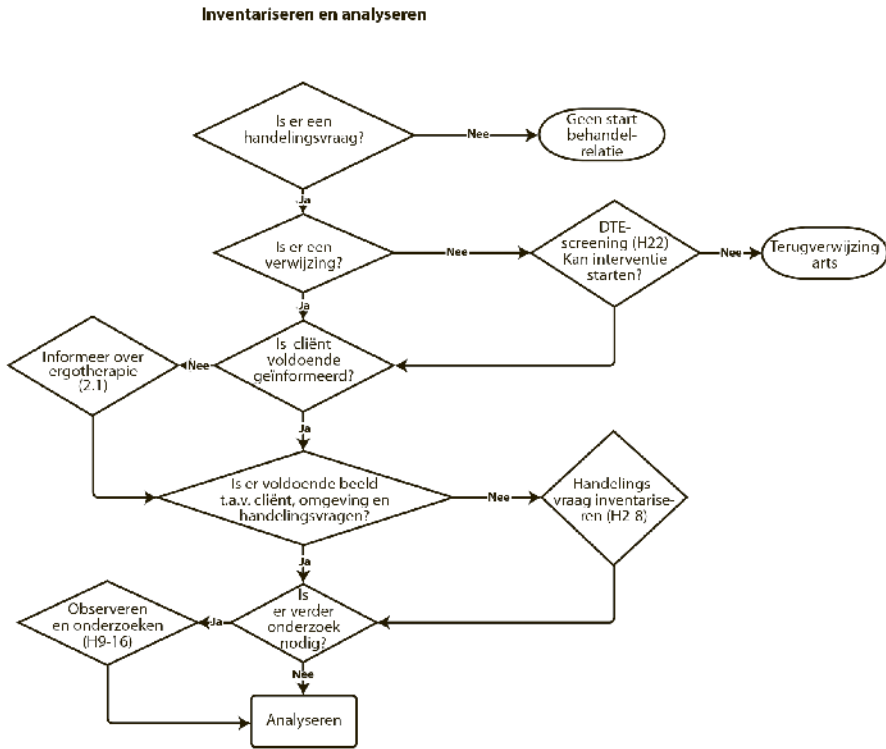 Inventariseren en analyseren
Is er een
handelingsvraag?
Nee
Geen start
behandel-
relatie
Ja
Is er een
verwijzing?
Nee
DTE-
screening (H22)
Kan interventie
starten?
Nee
Terugverwijzing
arts
Ja
Is cliënt
voldoende
geïnformeerd?
Nee
Informeer over
ergotherapie
(2.1)
Ja
Is er voldoende beeld
t.a.v. cliënt, omgeving en
handelingsvragen?
Nee
Handelings
vraag inventarise-
ren (H2 8)
Ja
Is
er verder
onderzoek
nodig?
Ja
Observeren
en onderzoeken
(H9-16)
Nee
Analyseren